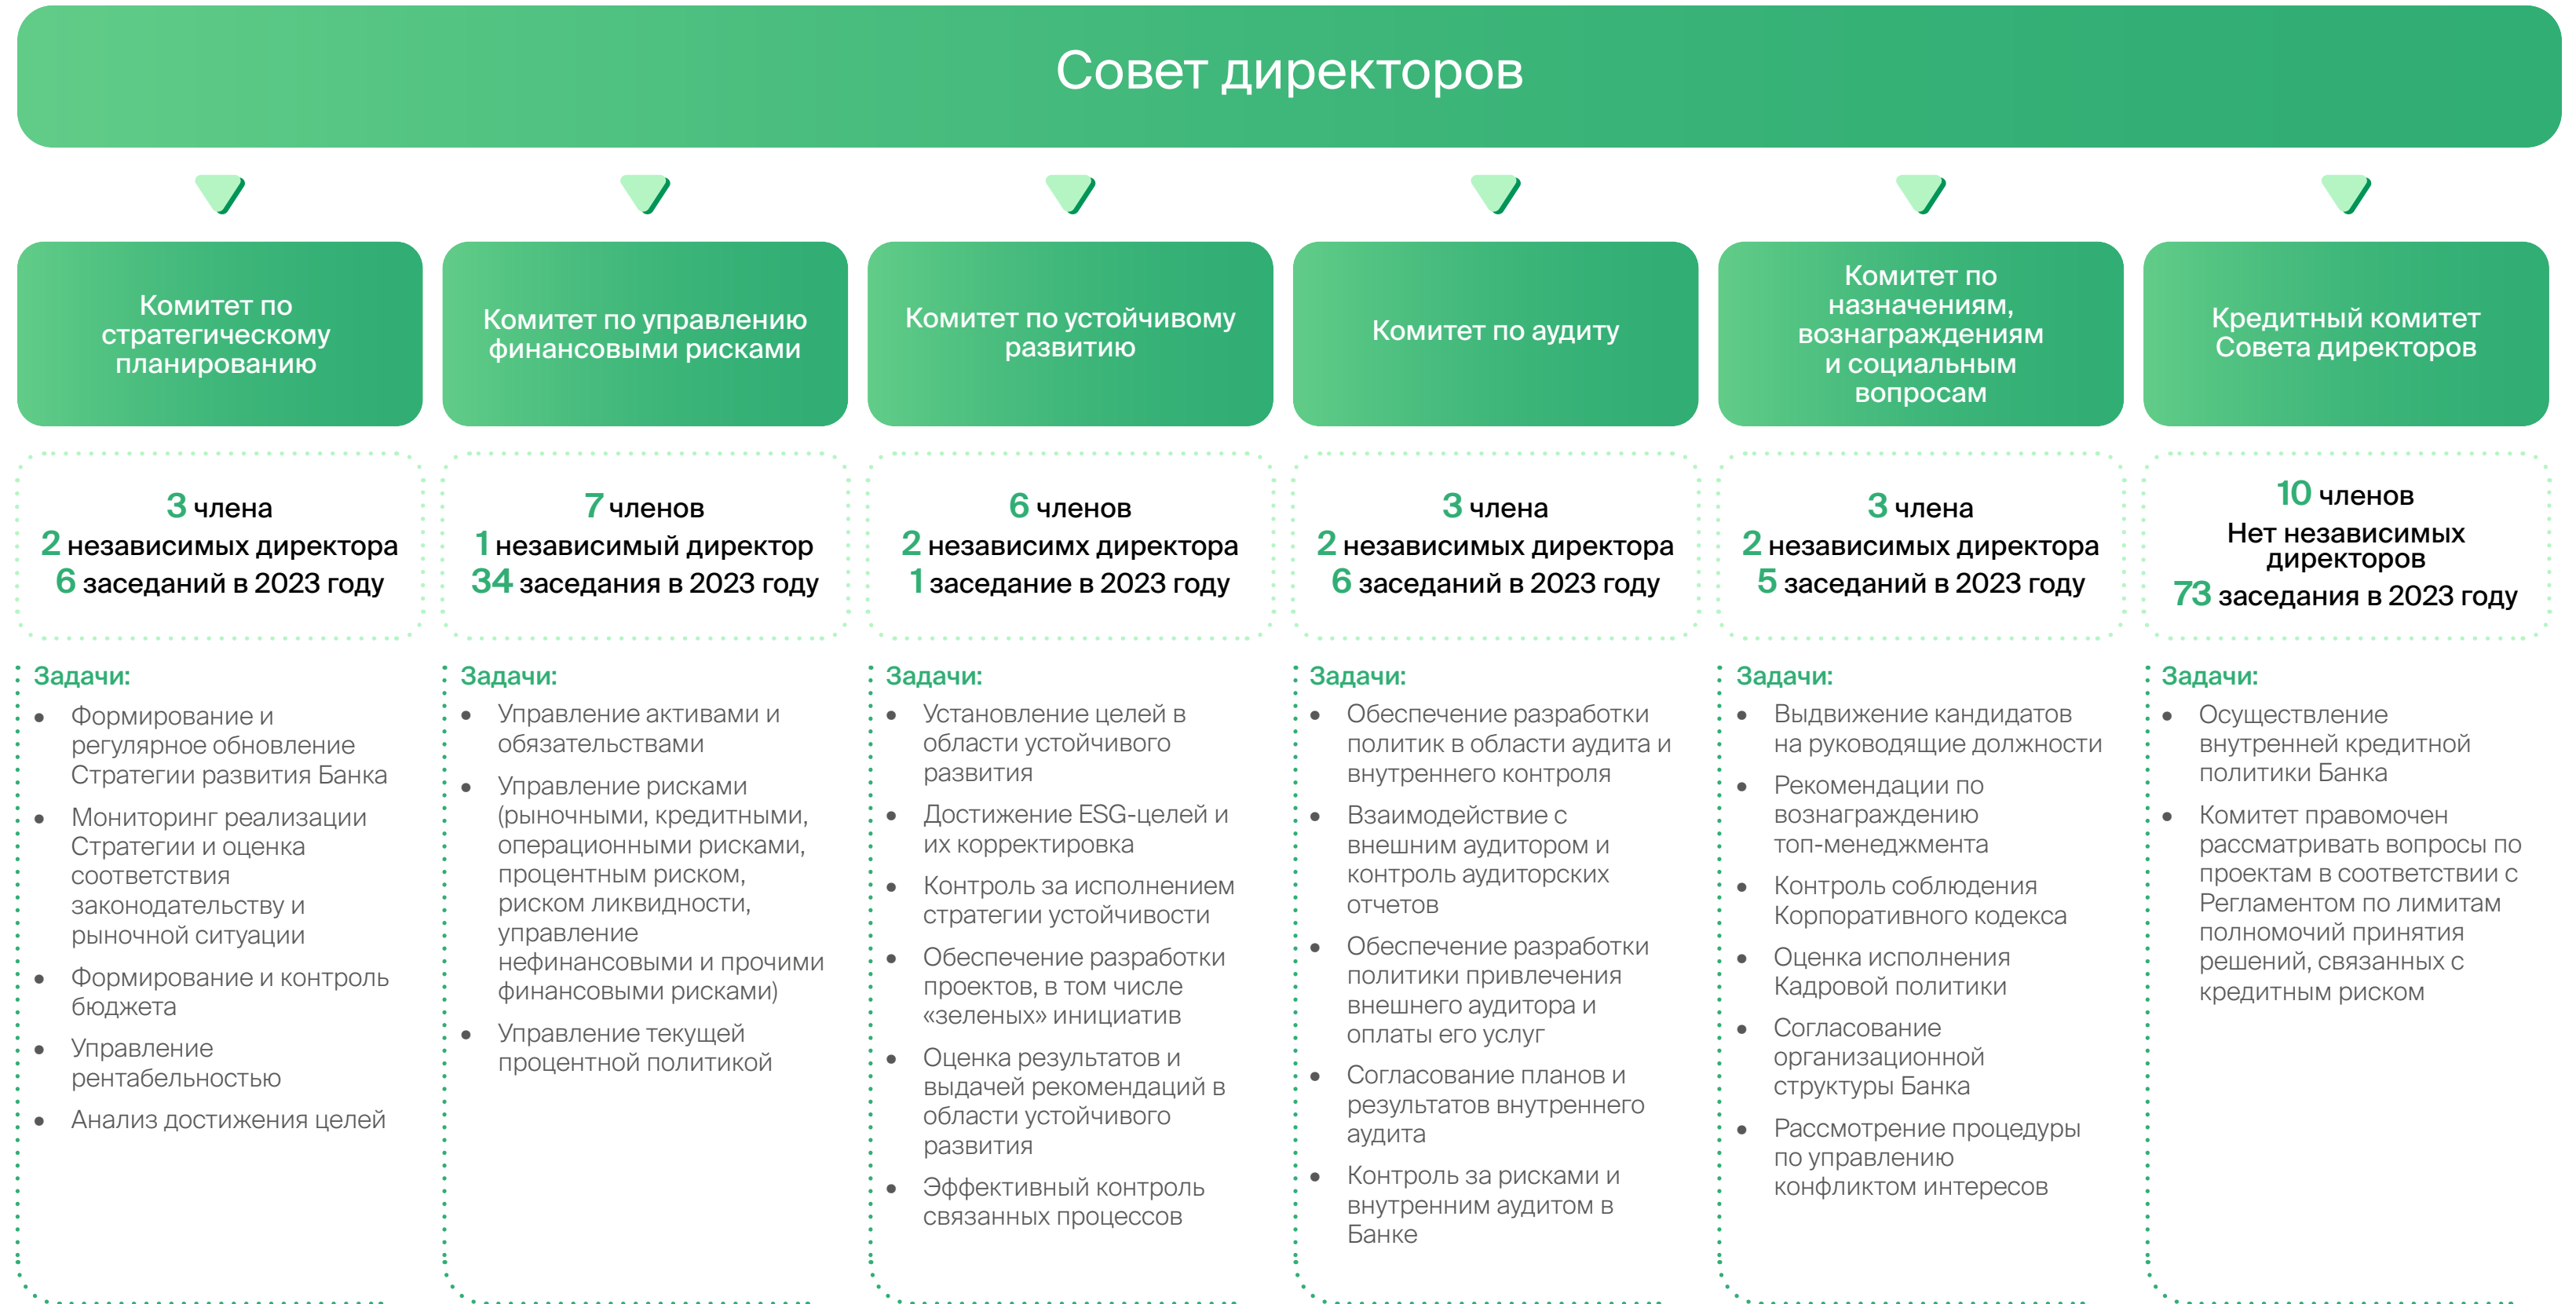 Совет директоров
Комитет по
стратегическому
планированию
Комитет по управлению
финансовыми рисками
Комитет по устойчивому
развитию
Комитет по аудиту
Комитет по
назначениям,
вознаграждениям
и социальным
вопросам
Кредитный комитет
Совета директоров
3 члена
2 независимых директора
6 заседаний в 2023 году
7 членов
1 независимый директор
34 заседания в 2023 году
6 членов
2 независимх директора
1 заседание в 2023 году
3 члена
2 независимых директора
6 заседаний в 2023 году
3 члена
2 независимых директора
5 заседаний в 2023 году
10 членов
Нет независимых
директоров
73 заседания в 2023 году
Задачи:
• Формирование и
регулярное обновление
Стратегии развития Банка
• Мониторинг реализации
Стратегии и оценка
соответствия
законодательству и
рыночной ситуации
• Формирование и контроль
бюджета
• Управление
рентабельностью
• Анализ достижения целей
Задачи:
• Управление активами и
обязательствами
• Управление рисками
(рыночными, кредитными,
операционными рисками,
процентным риском,
риском ликвидности,
управление
нефинансовыми и прочими
финансовыми рисками)
• Управление текущей
процентной политикой
Задачи:
• Установление целей в
области устойчивого
развития
• Достижение ESG-целей и
их корректировка
• Контроль за исполнением
стратегии устойчивости
• Обеспечение разработки
проектов, в том числе
«зеленых» инициатив
• Оценка результатов и
выдачей рекомендаций в
области устойчивого
развития
• Эффективный контроль
связанных процессов
Задачи:
• Обеспечение разработки
политик в области аудита и
внутреннего контроля
• Взаимодействие с
внешним аудитором и
контроль аудиторских
отчетов
• Обеспечение разработки
политики привлечения
внешнего аудитора и
оплаты его услуг
• Согласование планов и
результатов внутреннего
аудита
• Контроль за рисками и
внутренним аудитом в
Банке
Задачи:
• Выдвижение кандидатов
на руководящие должности
• Рекомендации по
вознаграждению
топ-менеджмента
• Контроль соблюдения
Корпоративного кодекса
• Оценка исполнения
Кадровой политики
• Согласование
организационной
структуры Банка
• Рассмотрение процедуры
по управлению
конфликтом интересов
Задачи:
• Осуществление
внутренней кредитной
политики Банка
• Комитет правомочен
рассматривать вопросы по
проектам в соответствии с
Регламентом по лимитам
полномочий принятия
решений, связанных с
кредитным риском